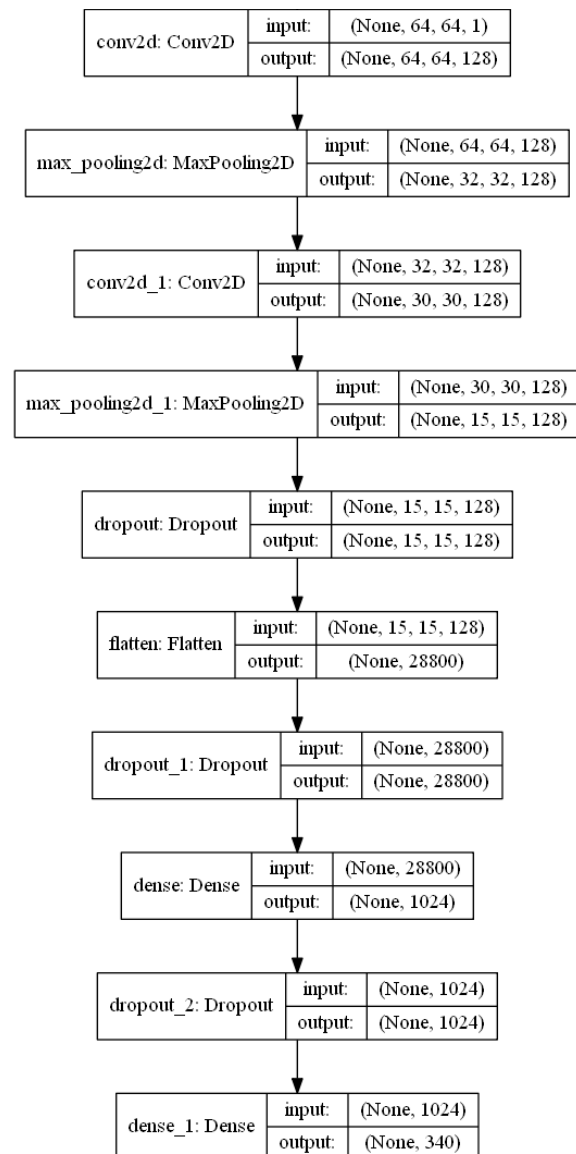 conv2d: Conv2D
input: (None, 64, 64, 1)
output: (None, 64, 64, 128)
max_pooling2d: MaxPooling2D
input: (None, 64, 64, 128)
output: (None, 32, 32, 128)
conv2d_1: Conv2D
input: (None, 32, 32, 128)
output: (None, 30, 30, 128)
max_pooling2d_1: MaxPooling2D
input: (None, 30, 30, 128)
output: (None, 15, 15, 128)
dropout: Dropout
input: (None, 15, 15, 128)
output: (None, 15, 15, 128)
flatten: Flatten
input: (None, 15, 15, 128)
output: (None, 28800)
dropout_1: Dropout
input: (None, 28800)
output: (None, 28800)
dense: Dense
input: (None, 28800)
output: (None, 1024)
dropout_2: Dropout
input: (None, 1024)
output: (None, 1024)
dense_1: Dense
input: (None, 1024)
output: (None, 340)